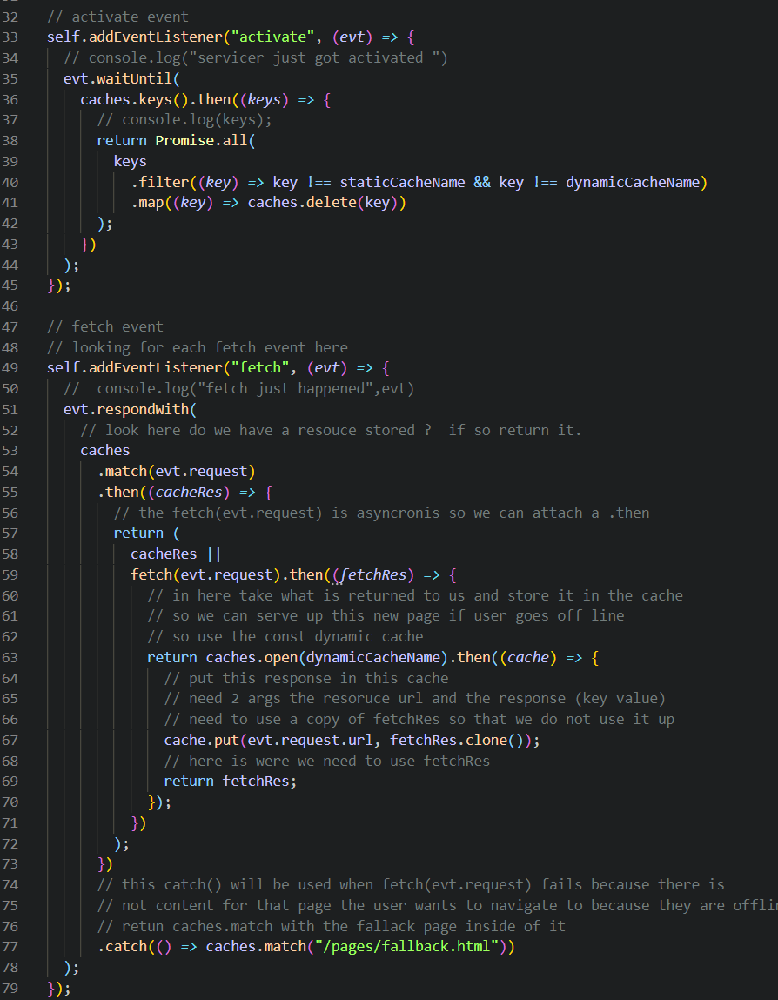 32 // activate event
33 self.addEventListener("activate", (evt) => {
34 // console.log("servicer just got activated ")
35 evt.waitUntil(
36 caches.keys().then((keys) => {
37 // console.log(keys);
38 return Promise.all(
39 keys
40 .filter((key) => key !== staticCacheName && key !== dynamicCacheName)
41 .map((key) => caches.delete(key))
42 );
43 })
44 );
45 });
46
47 // fetch event
48 // looking for each fetch event here
49 self.addEventListener("fetch", (evt) => {
50 //  console.log("fetch just happened",evt)
51 evt.respondWith(
52 // look here do we have a resouce stored ?  if so return it.
53 caches
54 .match(evt.request)
55 .then((cacheRes) => {
56 // the fetch(evt.request) is asyncronis so we can attach a .then
57 return (
58 cacheRes ||
59 fetch(evt.request).then((fetchRes) => {
60 // in here take what is returned to us and store it in the cache
61 // so we can serve up this new page if user goes off line
62 // so use the const dynamic cache
63 return caches.open(dynamicCacheName).then((cache) => {
64 // put this response in this cache
65 // need 2 args the resoruce url and the response (key value)
66 // need to use a copy of fetchRes so that we do not use it up
67 cache.put(evt.request.url, fetchRes.clone());
68 // here is were we need to use fetchRes
69 return fetchRes;
70 });
71 })
72 );
73 })
74 // this catch() will be used when fetch(evt.request) fails because there is
75 // not content for that page the user wants to navigate to because they are offli
76 // retun caches.match with the fallack page inside of it
77 .catch(() => caches.match("/pages/fallback.html"))
78 );
79 });